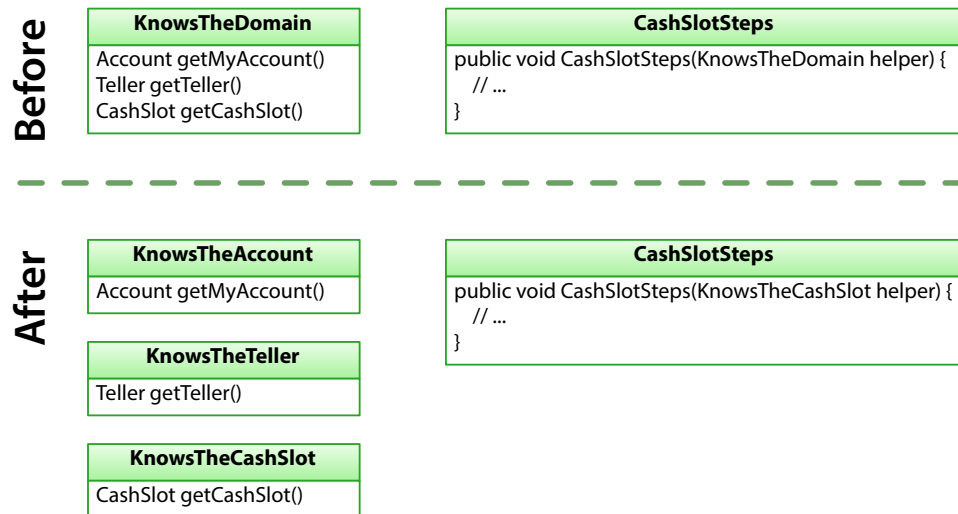 Before
KnowsTheDomain
Account getMyAccount()
Teller getTeller()
CashSlot getCashSlot()
CashSlotSteps
public void CashSlotSteps(KnowsTheDomain helper) {
// ...
}
After
KnowsTheAccount
Account getMyAccount()
KnowsTheTeller
Teller getTeller()
KnowsTheCashSlot
CashSlot getCashSlot()
CashSlotSteps
public void CashSlotSteps(KnowsTheCashSlot helper) {
// ...
}